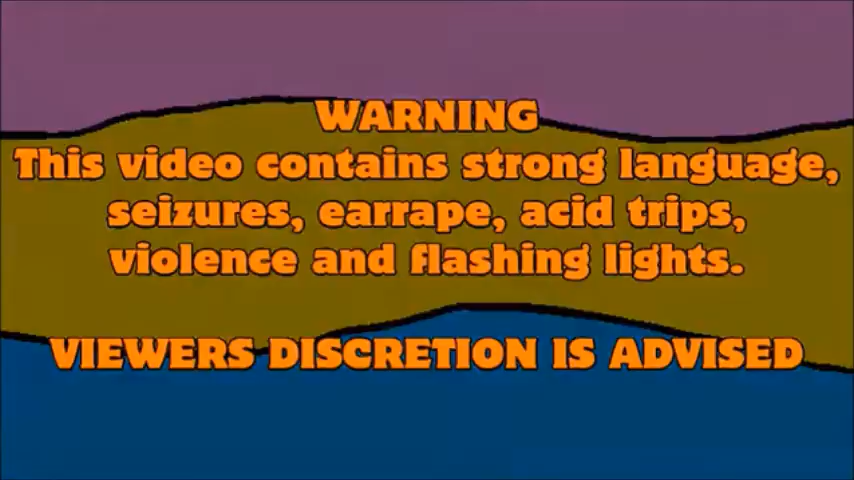 WARNING
This video contains strong language,
seizures, earrape, acid trips,
violence and flashing lights.
VIEWERS DISCRETION IS ADVISED